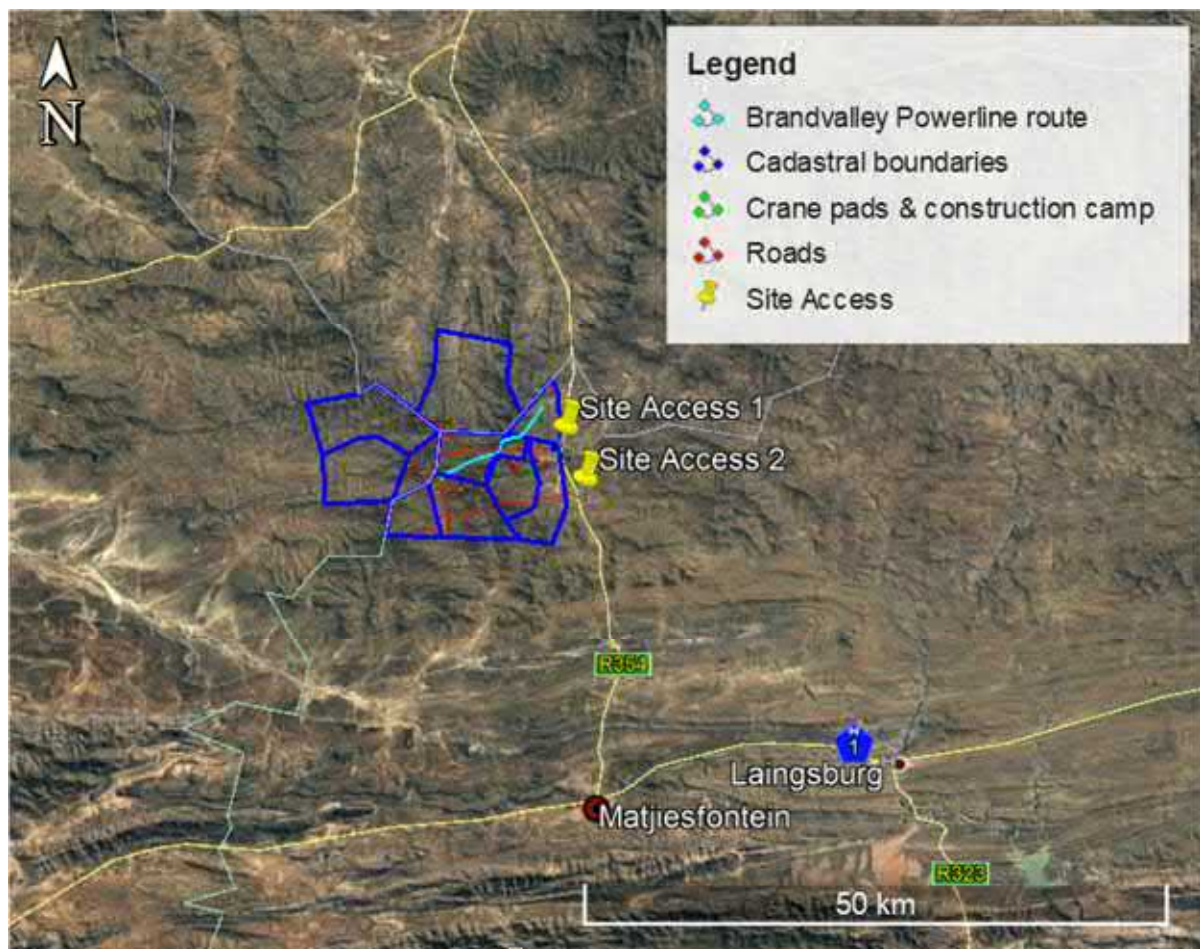 N
Legend
Brandvalley Powerline route
Cadastral boundaries
Crane pads & construction camp
Roads
Site Access
Site Access 1
Site Access 2
R354
1
Laingsburg
Matjiesfontein
R323
50 km